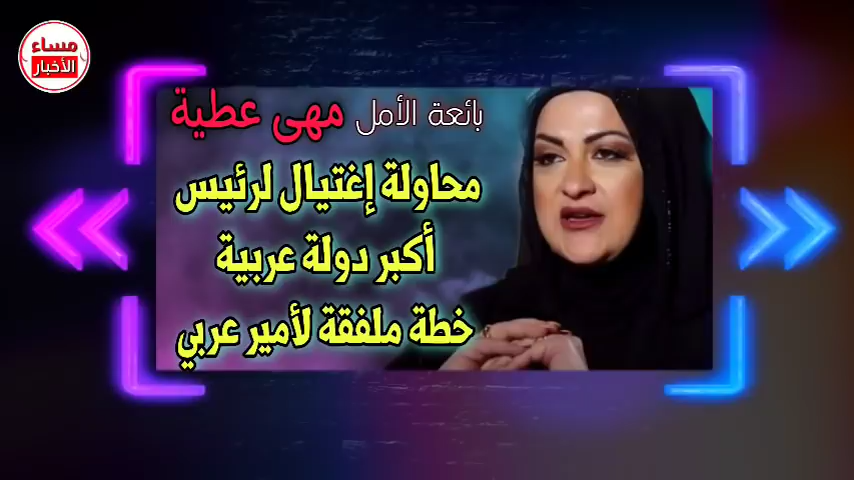 مساء
الأخبار
بائعة الأمل مهى عطية
محاولة إغتيال لرئيس
أكبر دولة عربية
خطة ملفقة لأمير عربي